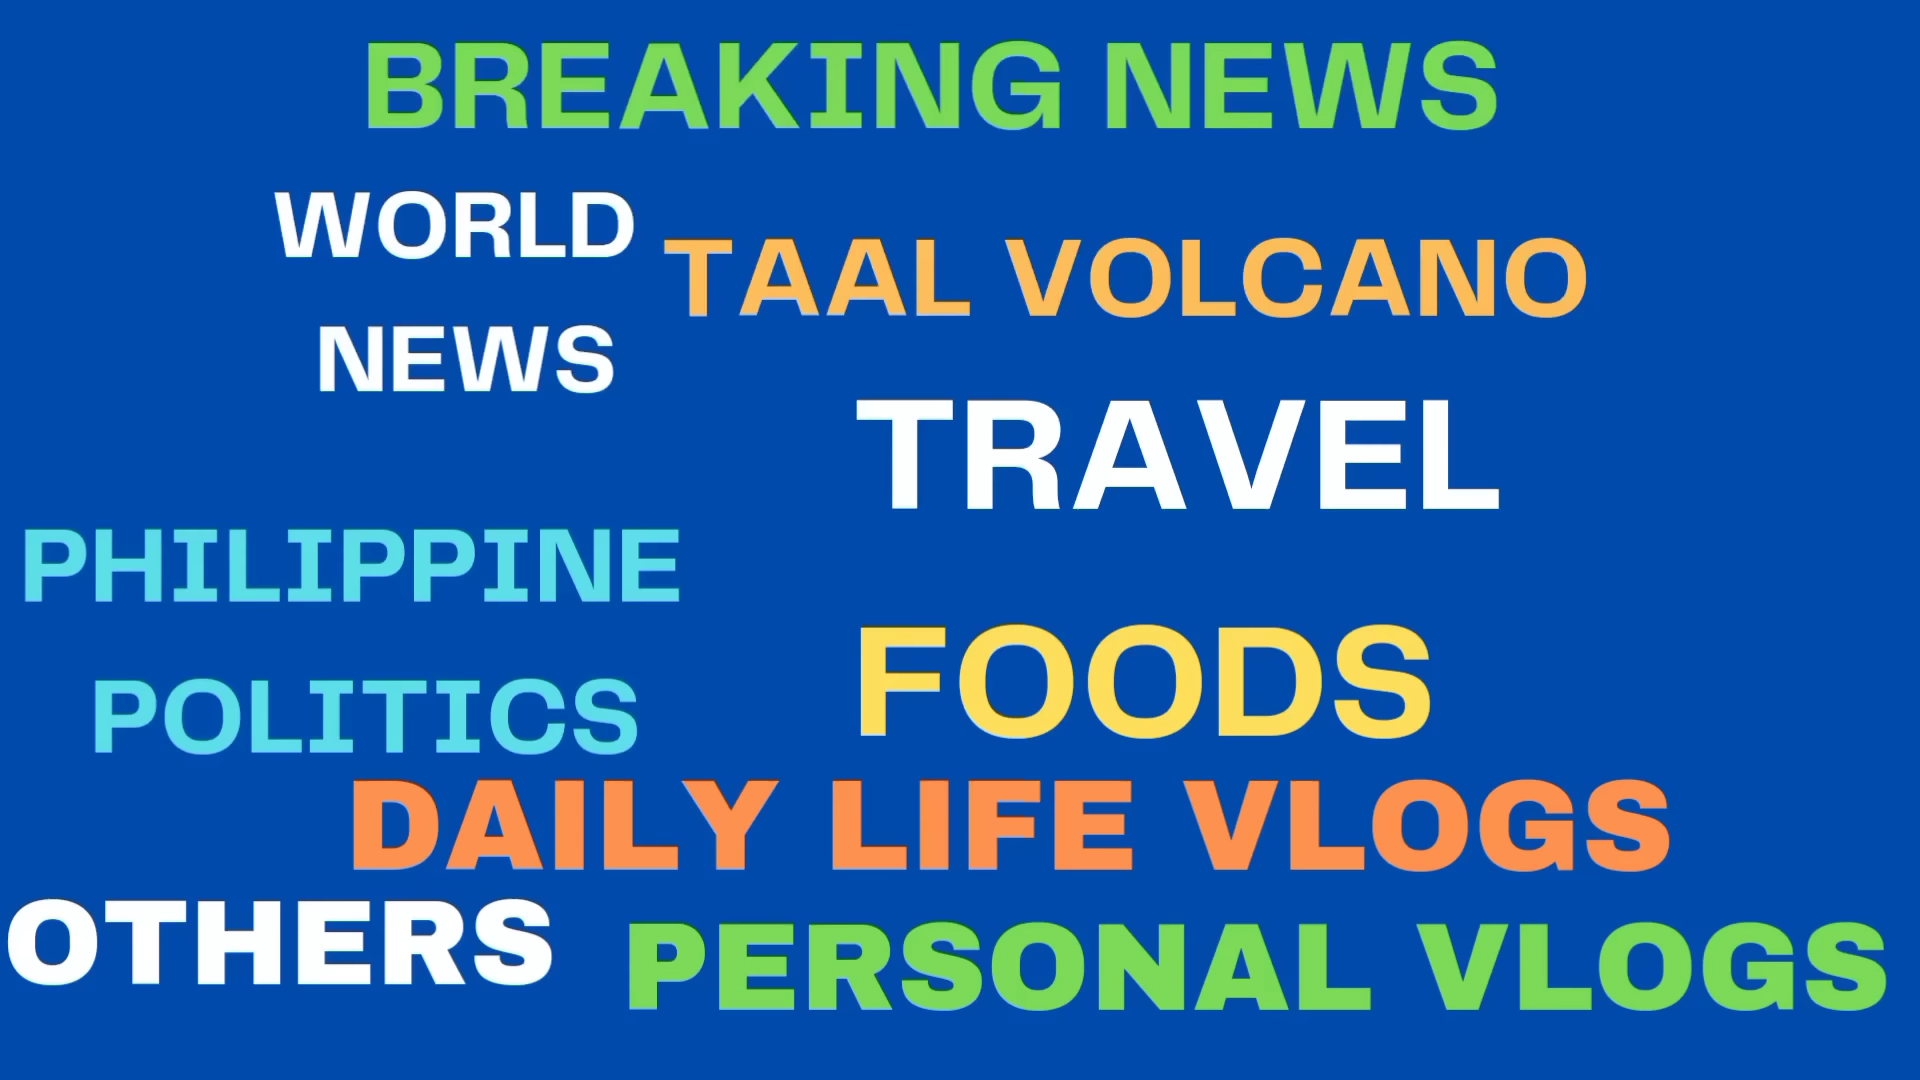 BREAKING NEWS
WORLD
NEWS
TAAL VOLCANO
TRAVEL
PHILIPPINE
POLITICS
FOODS
DAILY LIFE VLOGS
OTHERS
PERSONAL VLOGS